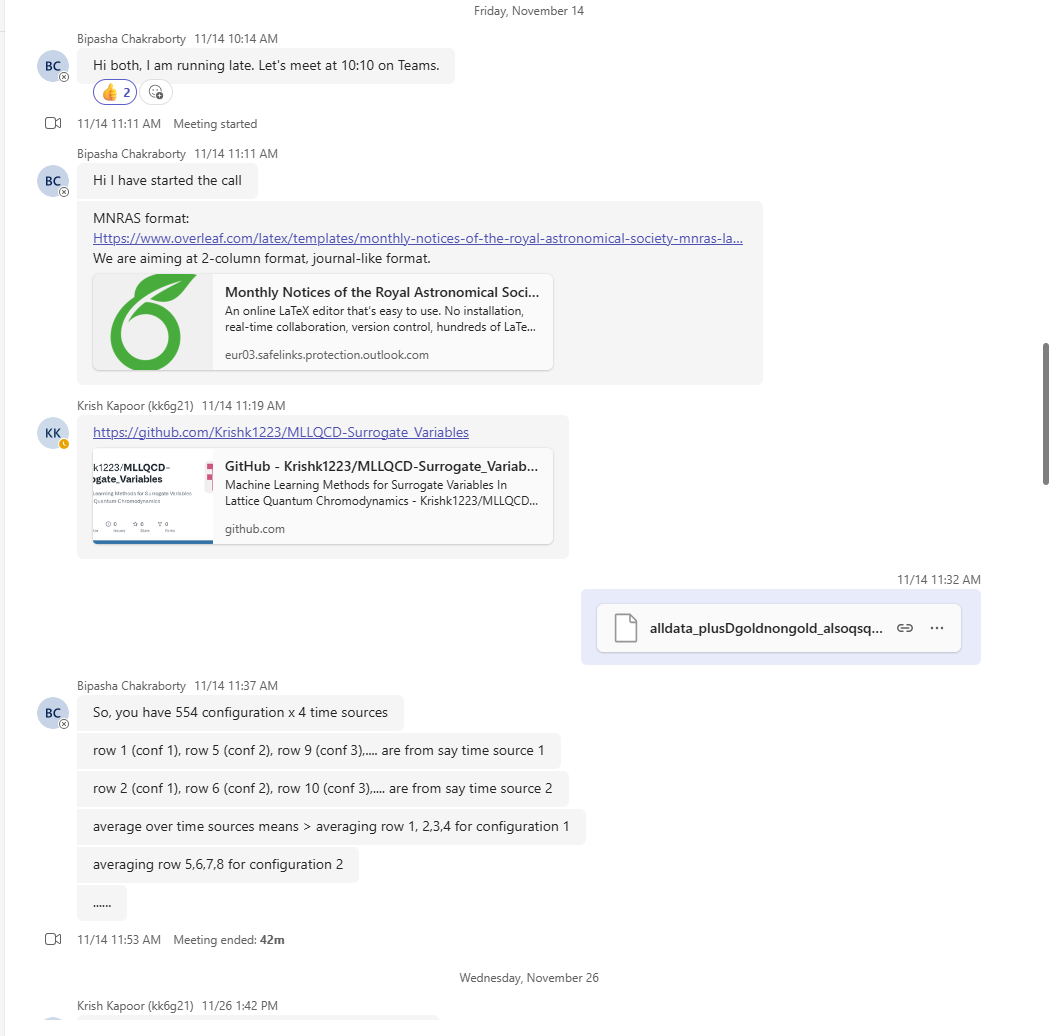 Friday, November 14
Bipasha Chakraborty 11/14 10:14 AM
BC
Hi both, I am running late. Let's meet at 10:10 on Teams.
2
11/14 11:11 AM Meeting started
Bipasha Chakraborty 11/14 11:11 AM
BC
Hi I have started the call
MNRAS format:
Https://www.overleaf.com/latex/templates/monthly-notices-of-the-royal-astronomical-society-mnras-la...
We are aiming at 2-column format, journal-like format.
Monthly Notices of the Royal Astronomical Soci...
An online LaTeX editor that's easy to use. No installation,
real-time collaboration, version control, hundreds of LaTe...
eur03.safelinks.protection.outlook.com
Krish Kapoor (kk6g21) 11/14 11:19 AM
KK
https://github.com/Krishk1223/MLLQCD-Surrogate_Variables
k1223/MLLQCD-
ogate_Variables
Learning Methods for Surrogate Variables
Quantum Chromodynamics
GitHub - Krishk1223/MLLQCD-Surrogate_Variab...
Machine Learning Methods for Surrogate Variables In
Lattice Quantum Chromodynamics - Krishk1223/MLLQCD...
github.com
11/14 11:32 AM
alldata_plusDgoldnongold_alsoqsq...
Bipasha Chakraborty 11/14 11:37 AM
BC
So, you have 554 configuration x 4 time sources
row 1 (conf 1), row 5 (conf 2), row 9 (conf 3),.... are from say time source 1
row 2 (conf 1), row 6 (conf 2), row 10 (conf 3),.... are from say time source 2
average over time sources means > averaging row 1, 2,3,4 for configuration 1
averaging row 5,6,7,8 for configuration 2
......
11/14 11:53 AM Meeting ended: 42m
Wednesday, November 26
Krish Kapoor (kk6g21) 11/26 1:42 PM